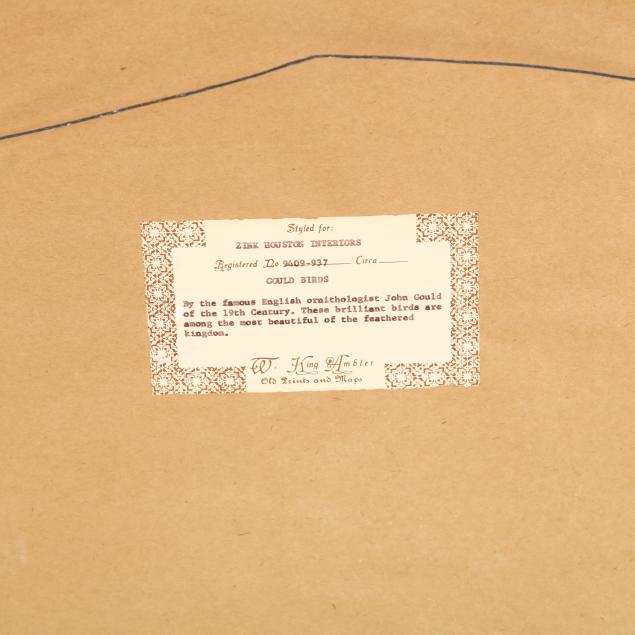 Styled for:
ZINK HOUSTON INTERIORS
Registered No 9409-937 Circa
GOULD BIRDS
By the famous English ornithologist John Gould
of the 19th Century. These brilliant birds are
among the most beautiful of the feathered
kingdom.
W. King Ambler
Old Prints and Maps